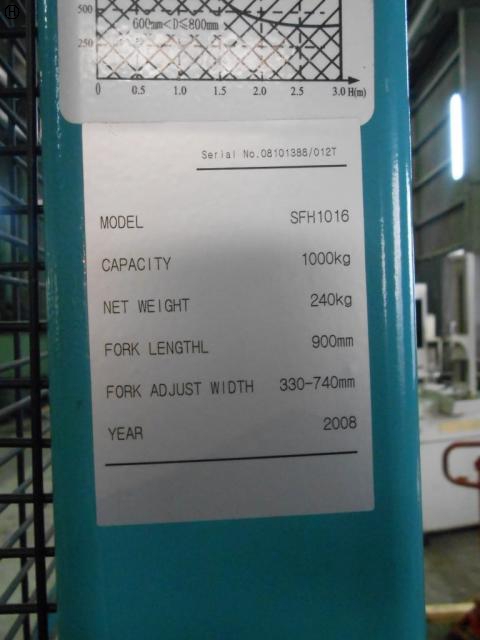 500
600mm<D≤800mm
250
0 0.5 1.0 1.5 2.0 2.5 3.0 H(m)
Serial No.08101388/012T
MODEL SFH1016
CAPACITY 1000kg
NET WEIGHT 240kg
FORK LENGTHL 900mm
FORK ADJUST WIDTH 330-740mm
YEAR 2008